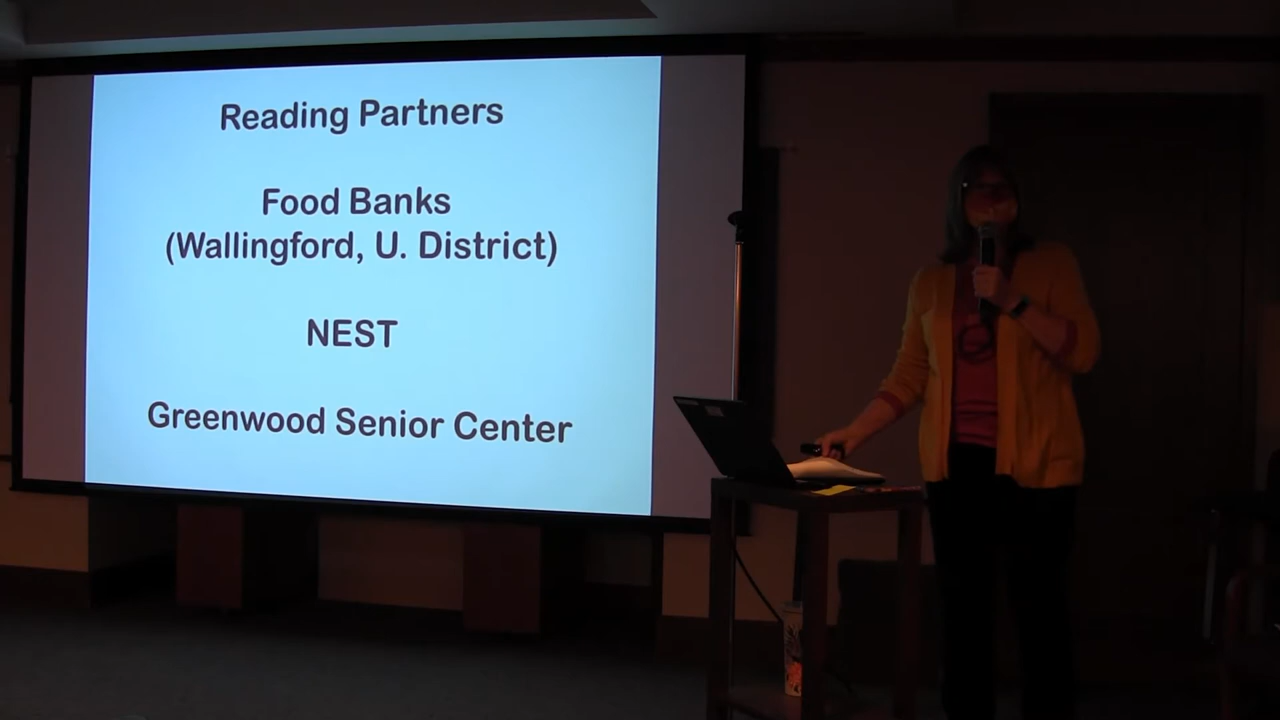 Reading Partners
Food Banks
(Wallingford, U. District)
NEST
Greenwood Senior Center